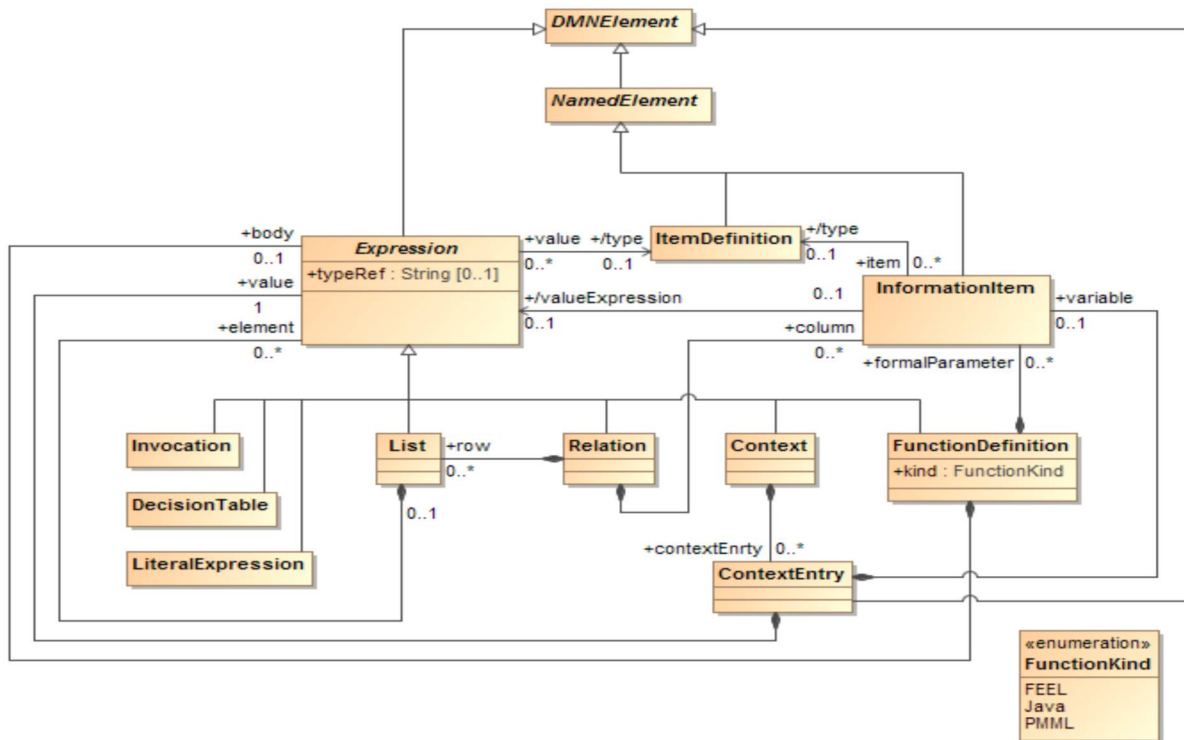 DMNElement
NamedElement
+body
0..1
+value
1
+element
0..*
Expression
+typeRef : String [0..1]
+value
0..*
+/type
0..1
ItemDefinition
+/type
0..1
+item
0..*
0..1
+/valueExpression
0..1
InformationItem
+variable
0..1
+column
0..*
+formalParameter
0..*
Invocation
List
+row
0..*
0..1
Relation
Context
FunctionDefinition
+kind : FunctionKind
DecisionTable
LiteralExpression
+contextEnrty
0..*
ContextEntry
«enumeration»
FunctionKind
FEEL
Java
PMML